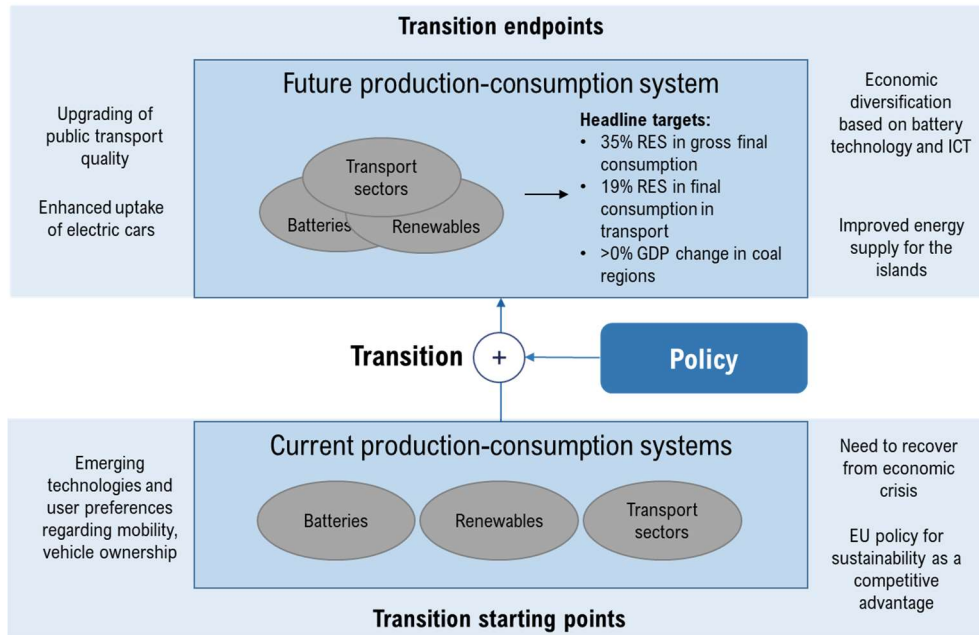 Transition endpoints
Upgrading of
public transport
quality
Enhanced uptake
of electric cars
Future production-consumption system
Transport
sectors
Batteries
Renewables
Headline targets:
• 35% RES in gross final
consumption
• 19% RES in final
consumption in
transport
• >0% GDP change in coal
regions
Economic
diversification
based on battery
technology and ICT
Improved energy
supply for the
islands
Transition
+
Policy
Emerging
technologies and
user preferences
regarding mobility,
vehicle ownership
Current production-consumption systems
Batteries
Renewables
Transport
sectors
Need to recover
from economic
crisis
EU policy for
sustainability as a
competitive
advantage
Transition starting points